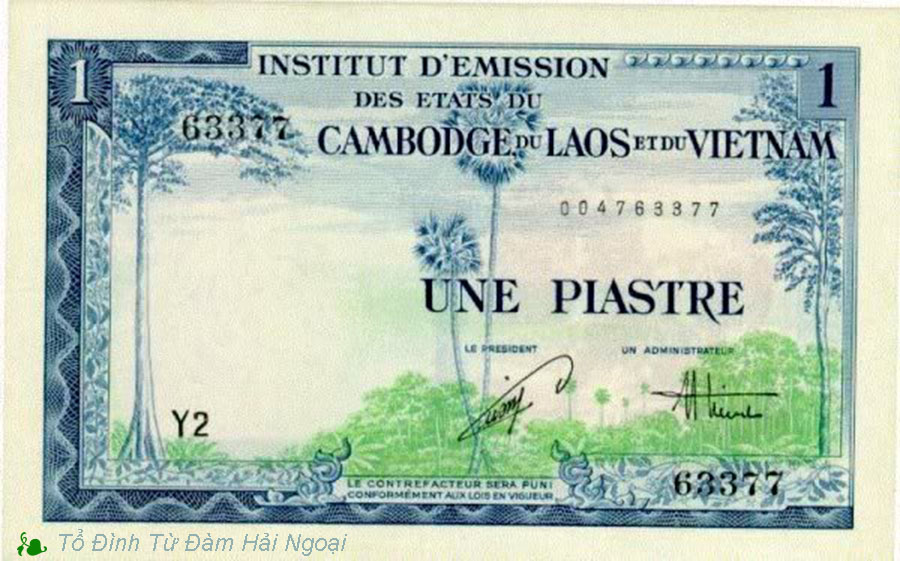 1 INSTITUT D'EMISSION 1
DES ETATS DU
63377
CAMBODGE DU LAOS ET DU VIETNAM
004763377
UNE PIASTRE
LE PRESIDENT UN ADMINISTRATEUR
Y2
LE CONTREFACTEUR SERA PUNI
CONFORMÉMENT AUX LOIS EN VIGUEUR
63377
Tổ Đình Từ Đàm Hải Ngoại